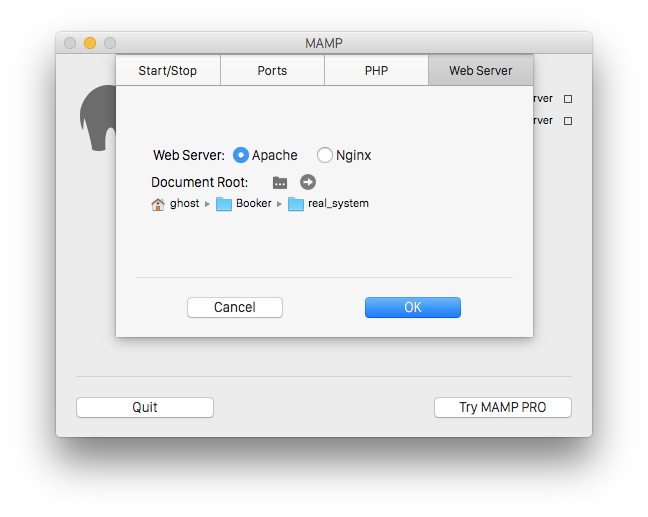 MAMP
Start/Stop Ports PHP Web Server
rver
rver
Web Server: Apache Nginx
Document Root:
ghost Booker real_system
Cancel OK
Quit Try MAMP PRO